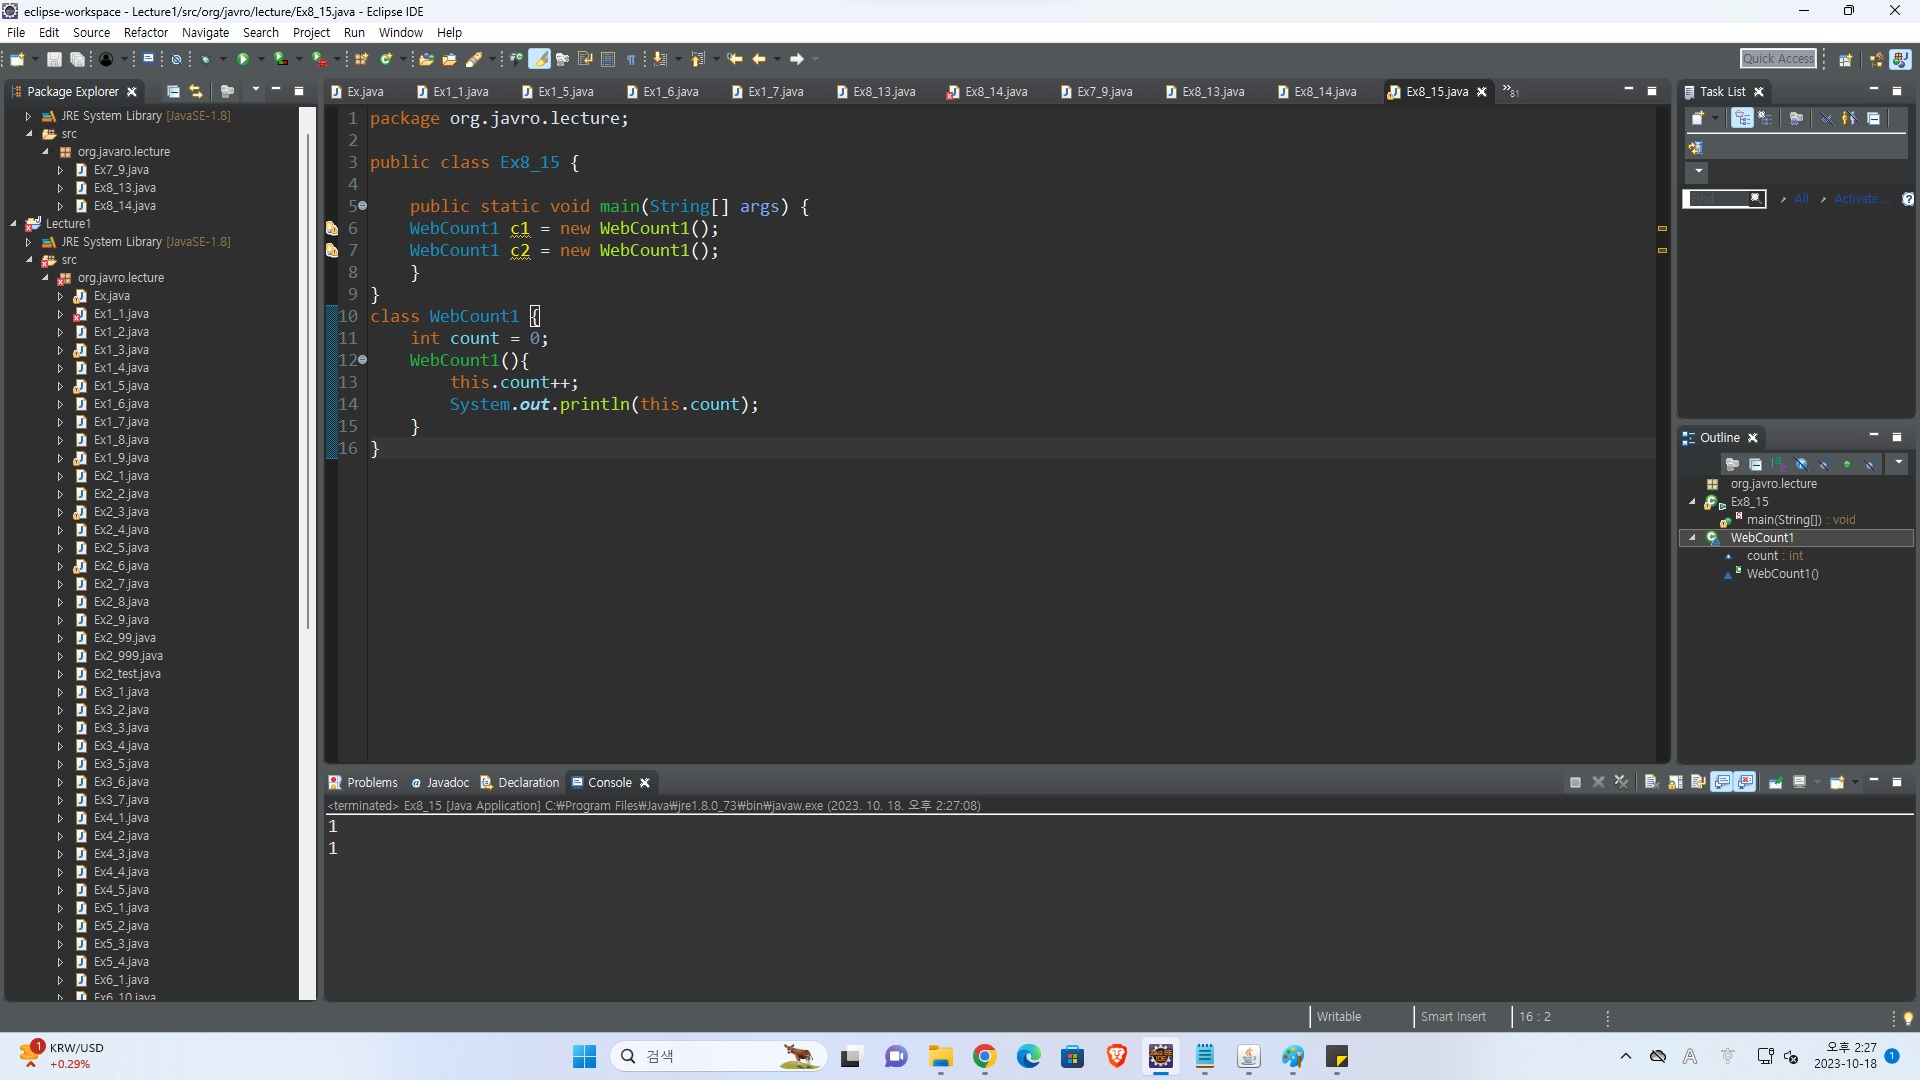 eclipse-workspace - Lecture1/src/org/javro/lecture/Ex8_15.java - Eclipse IDE
File Edit Source Refactor Navigate Search Project Run Window Help
Quick Access
Package Explorer
JRE System Library [JavaSE-1.8]
src
org.javaro.lecture
Ex7_9.java
Ex8_13.java
Ex8_14.java
Lecture1
JRE System Library [JavaSE-1.8]
src
org.javro.lecture
Ex.java
Ex1_1.java
Ex1_2.java
Ex1_3.java
Ex1_4.java
Ex1_5.java
Ex1_6.java
Ex1_7.java
Ex1_8.java
Ex1_9.java
Ex2_1.java
Ex2_2.java
Ex2_3.java
Ex2_4.java
Ex2_5.java
Ex2_6.java
Ex2_7.java
Ex2_8.java
Ex2_9.java
Ex2_99.java
Ex2_999.java
Ex2_test.java
Ex3_1.java
Ex3_2.java
Ex3_3.java
Ex3_4.java
Ex3_5.java
Ex3_6.java
Ex3_7.java
Ex4_1.java
Ex4_2.java
Ex4_3.java
Ex4_4.java
Ex4_5.java
Ex5_1.java
Ex5_2.java
Ex5_3.java
Ex5_4.java
Ex6_1.java
Ex6_10.java
Ex.java Ex1_1.java Ex1_5.java Ex1_6.java Ex1_7.java Ex8_13.java Ex8_14.java Ex7_9.java Ex8_13.java Ex8_14.java Ex8_15.java »81
1 package org.javro.lecture;
2
3 public class Ex8_15 {
4
5 public static void main(String[] args) {
6 WebCount1 c1 = new WebCount1();
7 WebCount1 c2 = new WebCount1();
8 }
9 }
10 class WebCount1 {
11 int count = 0;
12 WebCount1(){
13 this.count++;
14 System.out.println(this.count);
15 }
16 }
Task List
Find All Activate...
Outline
org.javro.lecture
Ex8_15
main(String[]) : void
WebCount1
count : int
WebCount1()
Problems Javadoc Declaration Console
<terminated> Ex8_15 [Java Application] C:₩Program Files₩Java₩jre1.8.0_73₩bin₩javaw.exe (2023. 10. 18. 오후 2:27:08)
1
1
Writable Smart Insert 16 : 2
1 KRW/USD
+0.29%
검색
오후 2:27
2023-10-18
1